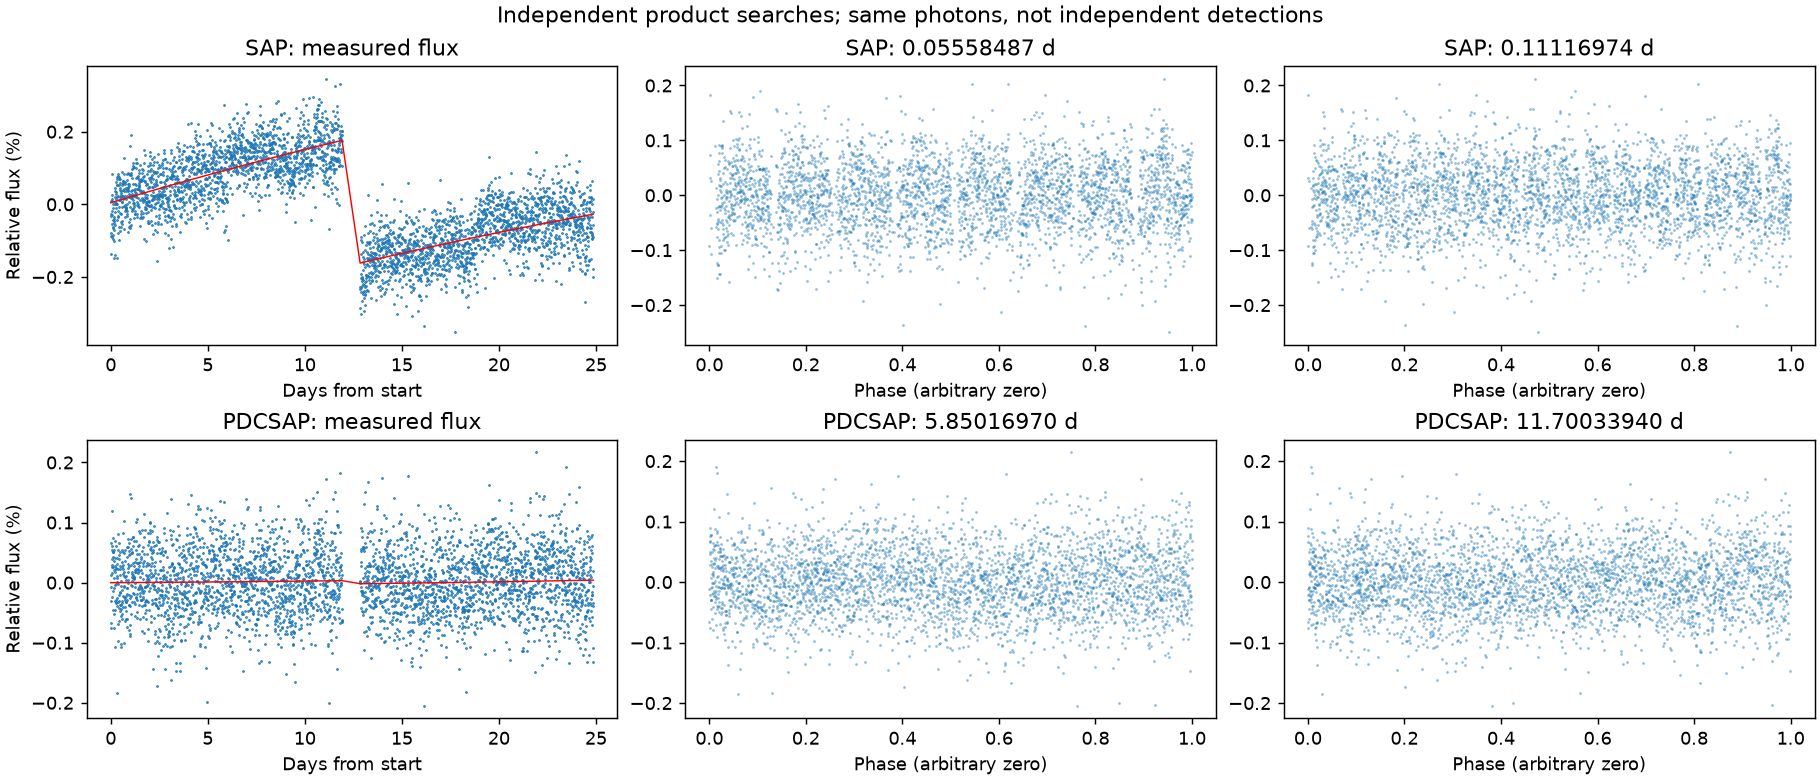 Independent product searches; same photons, not independent detections
SAP: measured flux
SAP: 0.05558487 d
SAP: 0.11116974 d
Relative flux (%)
0.2
0.0
−0.2
0 5 10 15 20 25
Days from start
0.2
0.1
0.0
−0.1
−0.2
0.0 0.2 0.4 0.6 0.8 1.0
Phase (arbitrary zero)
0.2
0.1
0.0
−0.1
−0.2
0.0 0.2 0.4 0.6 0.8 1.0
Phase (arbitrary zero)
PDCSAP: measured flux
PDCSAP: 5.85016970 d
PDCSAP: 11.70033940 d
Relative flux (%)
0.2
0.1
0.0
−0.1
−0.2
0 5 10 15 20 25
Days from start
0.2
0.1
0.0
−0.1
−0.2
0.0 0.2 0.4 0.6 0.8 1.0
Phase (arbitrary zero)
0.2
0.1
0.0
−0.1
−0.2
0.0 0.2 0.4 0.6 0.8 1.0
Phase (arbitrary zero)